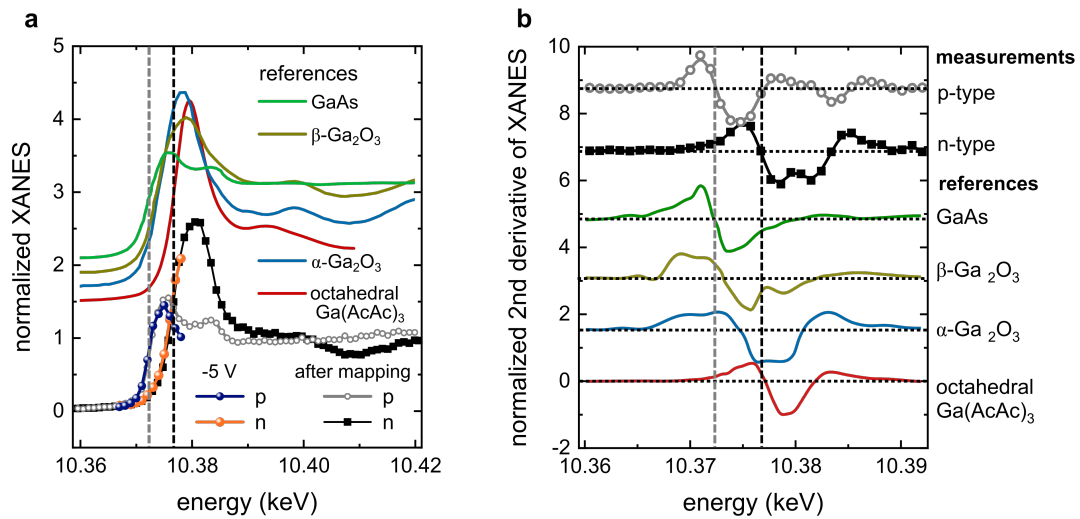 a
normalized XANES
5
4
3
2
1
0
references
GaAs
β-Ga₂O₃
α-Ga₂O₃
octahedral
Ga(AcAc)₃
-5 V after mapping
p p
n n
10.36 10.38 10.40 10.42
energy (keV)
b
normalized 2nd derivative of XANES
10
8
6
4
2
0
-2
measurements
p-type
n-type
references
GaAs
β-Ga ₂O₃
α-Ga ₂O₃
octahedral
Ga(AcAc)₃
10.36 10.37 10.38 10.39
energy (keV)